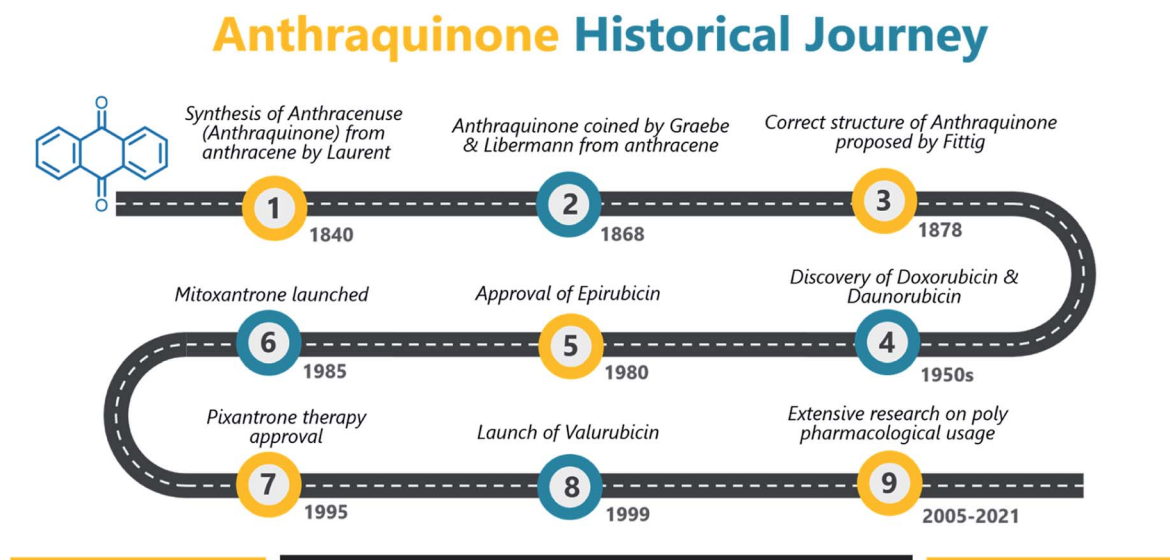 Anthraquinone Historical Journey
O
O
Synthesis of Anthracenuse
(Anthraquinone) from
anthracene by Laurent
1
1840
Anthraquinone coined by Graebe
& Libermann from anthracene
2
1868
Correct structure of Anthraquinone
proposed by Fittig
3
1878
Discovery of Doxorubicin &
Daunorubicin
4
1950s
Approval of Epirubicin
5
1980
Mitoxantrone launched
6
1985
Pixantrone therapy
approval
7
1995
Launch of Valurubicin
8
1999
Extensive research on poly
pharmacological usage
9
2005-2021